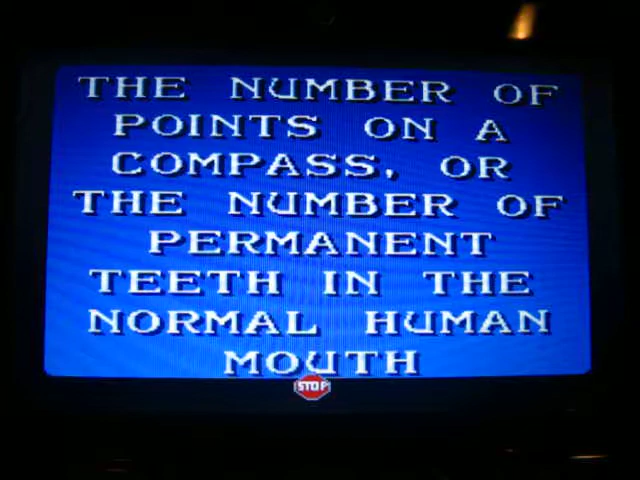 THE NUMBER OF
POINTS ON A
COMPASS, OR
THE NUMBER OF
PERMANENT
TEETH IN THE
NORMAL HUMAN
MOUTH
STOP